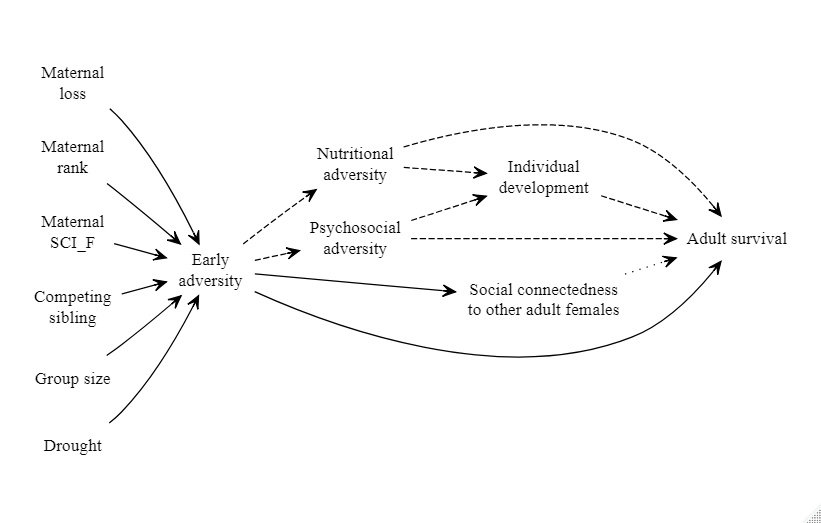 Maternal
loss
Maternal
rank
Maternal
SCI_F
Competing
sibling
Group size
Drought
Early
adversity
Nutritional
adversity
Psychosocial
adversity
Individual
development
Social connectedness
to other adult females
Adult survival